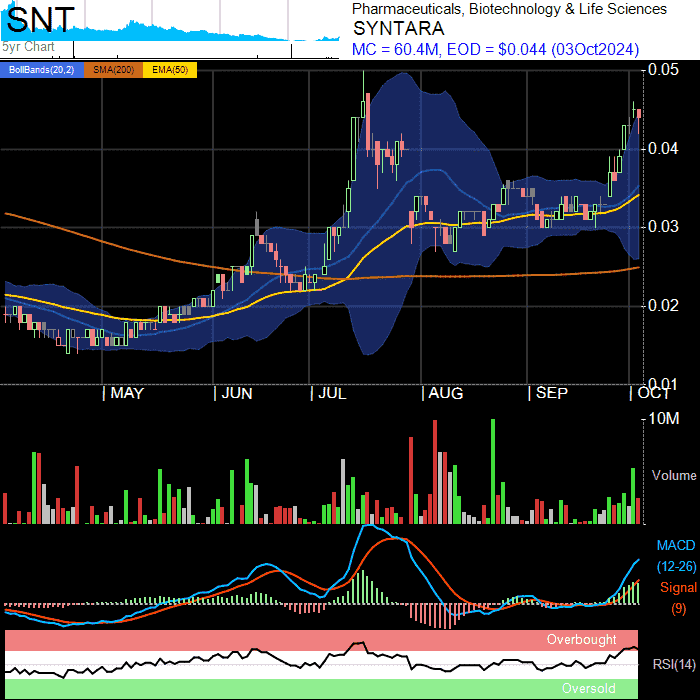 SNT
5yr Chart
Pharmaceuticals, Biotechnology & Life Sciences
SYNTARA
MC = 60.4M, EOD = $0.044 (03Oct2024)
BollBands(20,2) SMA(200) EMA(50)
0.05
0.04
0.03
0.02
0.01
MAY JUN JUL AUG SEP OCT
10M
Volume
MACD
(12-26)
Signal
(9)
Overbought
RSI(14)
Oversold